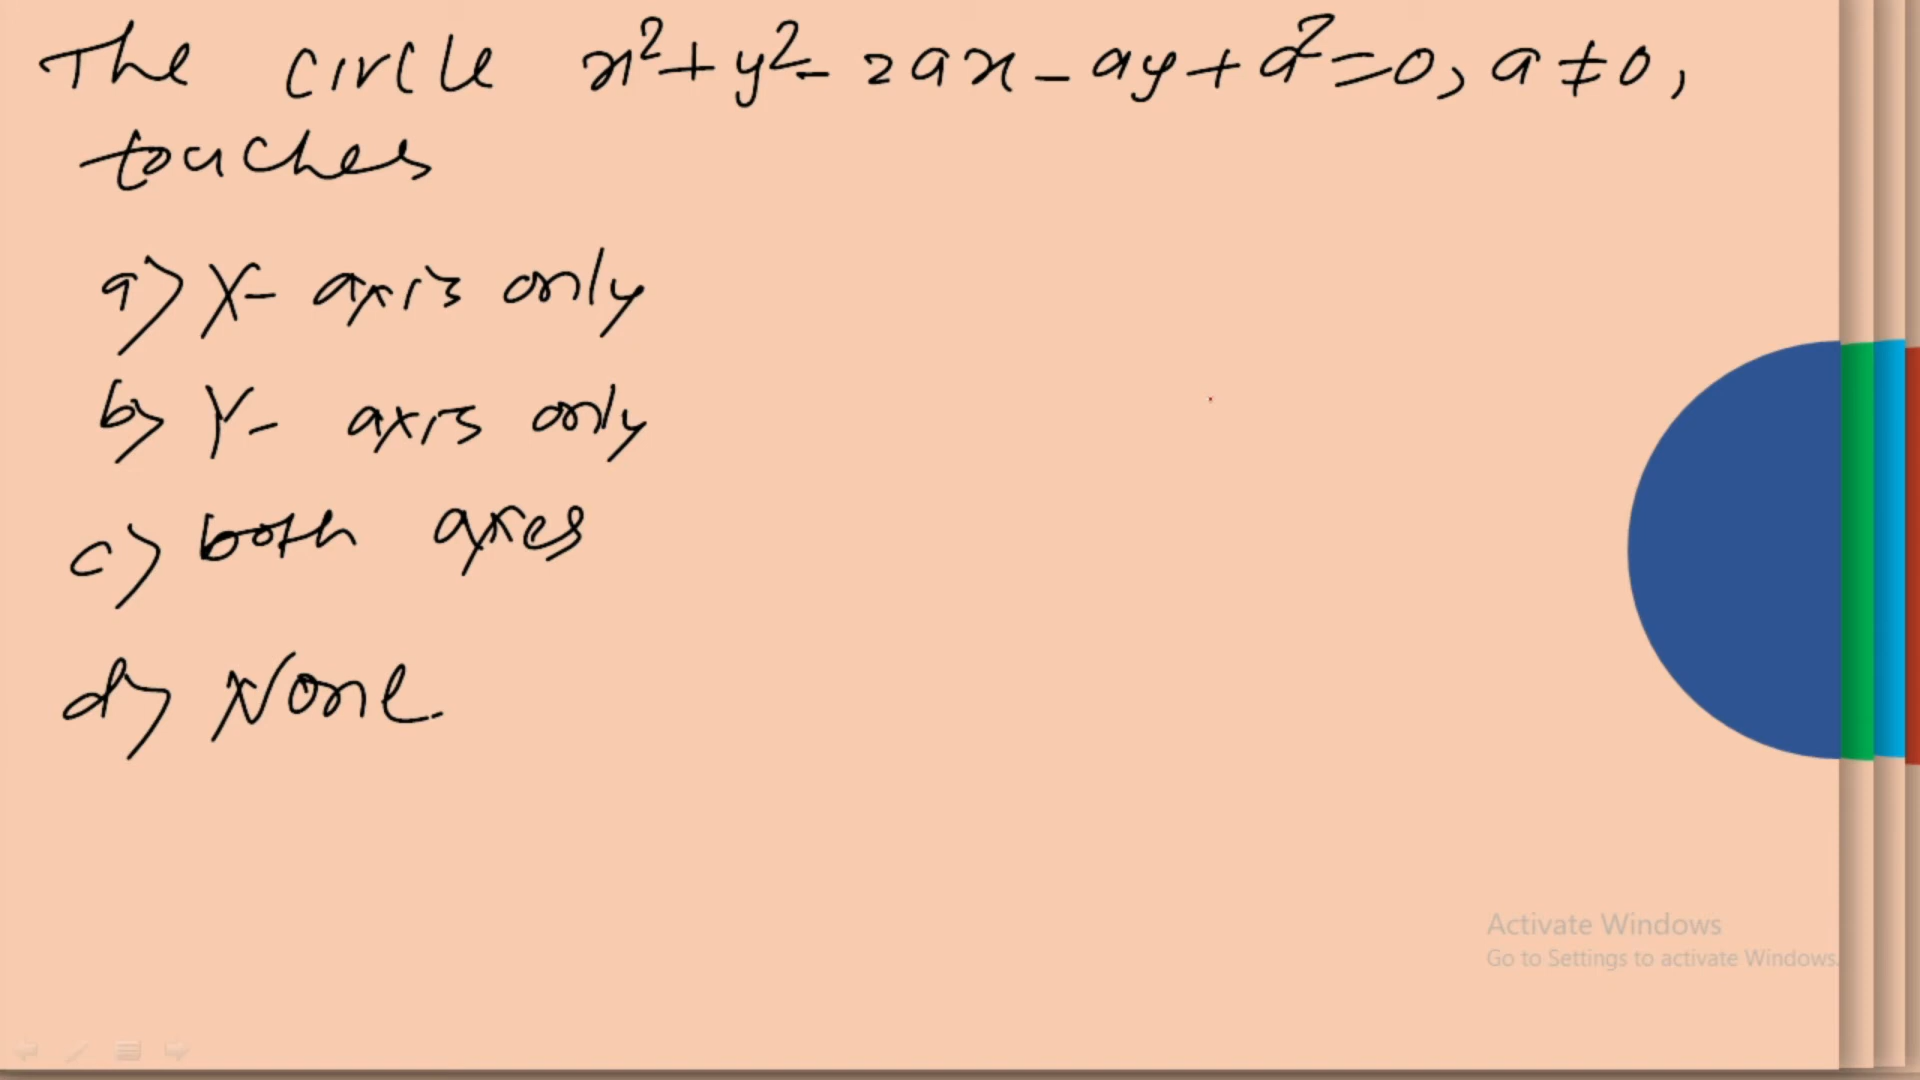 The circle x²+y²-2ax-ay+a²=0, a≠0,
touches
a) X-axis only
b) Y-axis only
c) both axes
d) None.
Activate Windows
Go to Settings to activate Windows.